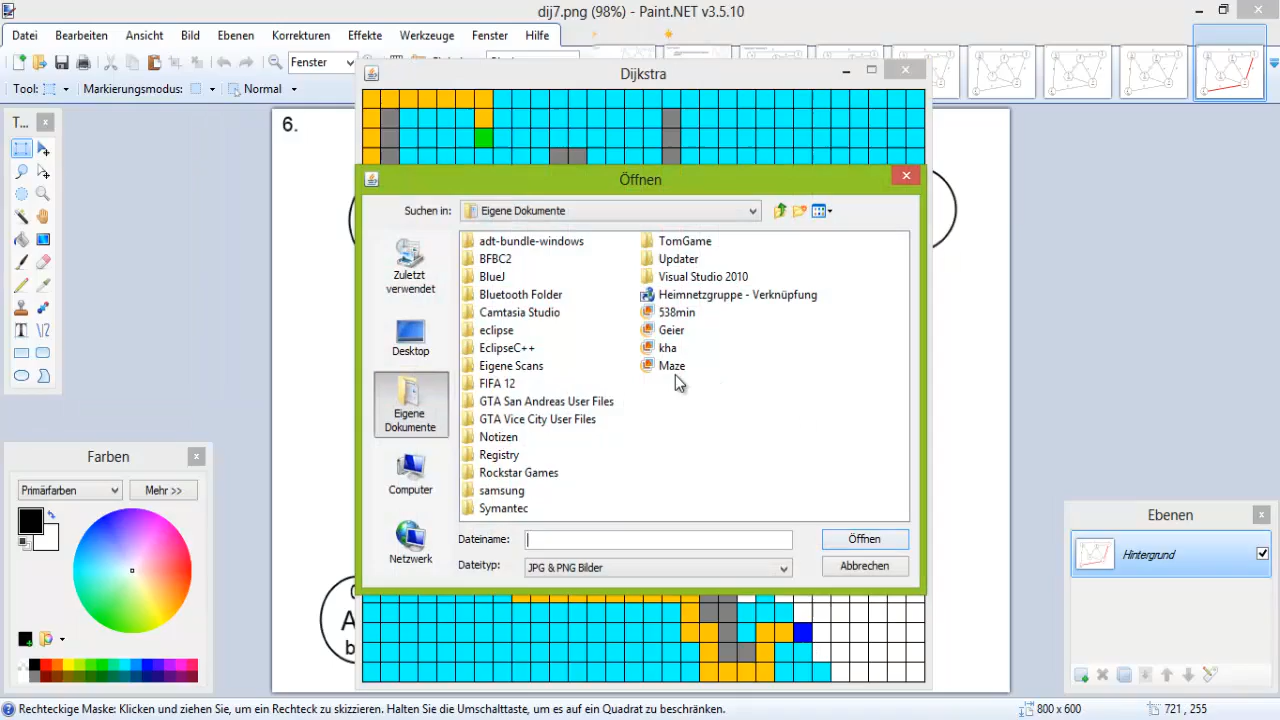 dij7.png (98%) - Paint.NET v3.5.10
Datei Bearbeiten Ansicht Bild Ebenen Korrekturen Effekte Werkzeuge Fenster Hilfe
Fenster
Tool: Markierungsmodus: Normal
Dijkstra
T...
6.
Öffnen
Suchen in: Eigene Dokumente
Zuletzt verwendet
Desktop
Eigene Dokumente
Computer
Netzwerk
adt-bundle-windows
BFBC2
BlueJ
Bluetooth Folder
Camtasia Studio
eclipse
EclipseC++
Eigene Scans
FIFA 12
GTA San Andreas User Files
GTA Vice City User Files
Notizen
Registry
Rockstar Games
samsung
Symantec
TomGame
Updater
Visual Studio 2010
Heimnetzgruppe - Verknüpfung
538min
Geier
kha
Maze
Dateiname: Öffnen
Dateityp: JPG & PNG Bilder Abbrechen
Farben
Primärfarben Mehr >>
Ebenen
Hintergrund
Rechteckige Maske: Klicken und ziehen Sie, um ein Rechteck zu skizzieren. Halten Sie die Umschalttaste, um es auf ein Quadrat zu beschränken. 800 x 600 721, 255